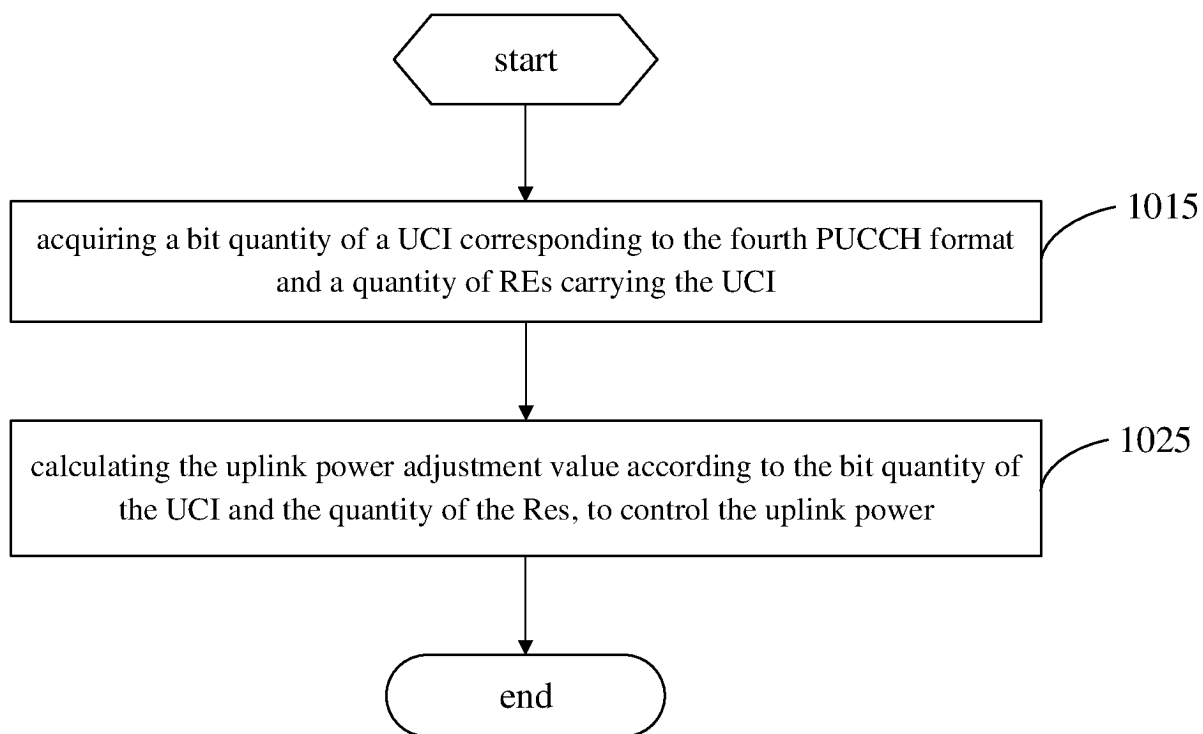 start
acquiring a bit quantity of a UCI corresponding to the fourth PUCCH format
and a quantity of REs carrying the UCI
1015
calculating the uplink power adjustment value according to the bit quantity of
the UCI and the quantity of the Res, to control the uplink power
1025
end